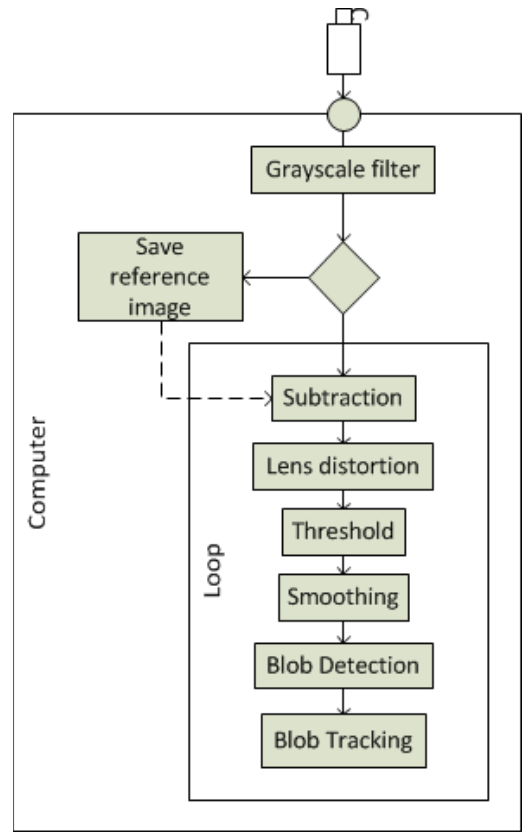 Grayscale filter
Save
reference
image
Computer
Loop
Subtraction
Lens distortion
Threshold
Smoothing
Blob Detection
Blob Tracking